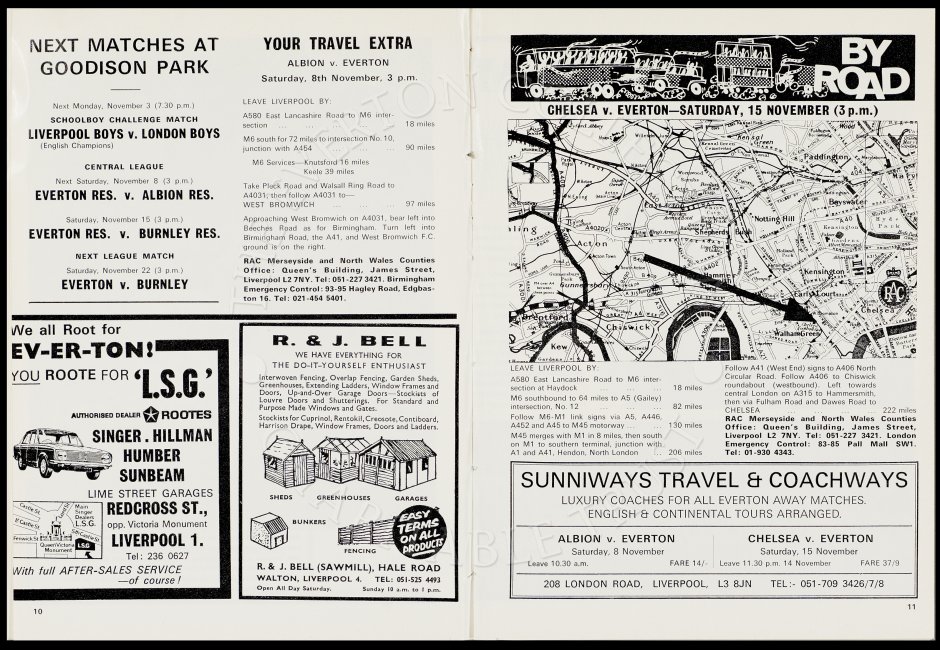 NEXT MATCHES AT
GOODISON PARK
Next Monday, November 3 (7.30 p.m.)
SCHOOLBOY CHALLENGE MATCH
LIVERPOOL BOYS v. LONDON BOYS
(English Champions)
CENTRAL LEAGUE
Next Saturday, November 8 (3 p.m.)
EVERTON RES. v. ALBION RES.
Saturday, November 15 (3 p.m.)
EVERTON RES. v. BURNLEY RES.
NEXT LEAGUE MATCH
Saturday, November 22 (3 p.m.)
EVERTON v. BURNLEY
YOUR TRAVEL EXTRA
ALBION v. EVERTON
Saturday, 8th November, 3 p.m.
LEAVE LIVERPOOL BY:
A580 East Lancashire Road to M6 inter-
section ... ... ... ... ... 18 miles
M6 south for 72 miles to intersection No. 10,
junction with A454 ... ... ... 90 miles
M6 Services—Knutsford 16 miles
Keele 39 miles
Take Pleck Road and Walsall Ring Road to
A4031, then follow A4031 to—
WEST BROMWICH ... ... ... 97 miles
Approaching West Bromwich on A4031, bear left into
Beeches Road as for Birmingham. Turn left into
Birmingham Road, the A41, and West Bromwich F.C.
ground is on the right.
RAC Merseyside and North Wales Counties
Office: Queen's Building, James Street,
Liverpool L2 7NY. Tel: 051-227 3421. Birmingham
Emergency Control: 93-95 Hagley Road, Edgbas-
ton 16. Tel: 021-454 5401.
We all Root for
EV-ER-TON!
YOU ROOTE FOR 'L.S.G.'
AUTHORISED DEALER ROOTES
SINGER . HILLMAN
HUMBER
SUNBEAM
LIME STREET GARAGES
REDCROSS ST.,
opp. Victoria Monument
LIVERPOOL 1.
Tel: 236 0627
Castle St.
Main
Singer
Dealers
L.S.G.
Fenwick St
Queen Victoria
Monument
L.S.G
With full AFTER-SALES SERVICE
—of course!
R. & J. BELL
WE HAVE EVERYTHING FOR
THE DO-IT-YOURSELF ENTHUSIAST
Interwoven Fencing, Overlap Fencing, Garden Sheds,
Greenhouses, Extending Ladders, Window Frames and
Doors, Up-and-Over Garage Doors—Stockists of
Louvre Doors and Shutterings. For Standard and
Purpose Made Windows and Gates.
Stockists for Cuprinol, Rentokil, Creosote, Contiboard,
Harrison Drape, Window Frames, Doors and Ladders.
SHEDS GREENHOUSES GARAGES
BUNKERS
FENCING
EASY
TERMS
ON ALL
PRODUCTS
R. & J. BELL (SAWMILL), HALE ROAD
WALTON, LIVERPOOL 4. TEL: 051-525 4493
Open All Day Saturday. Sunday 10 a.m. to 1 p.m.
10
BY
ROAD
CHELSEA v. EVERTON—SATURDAY, 15 NOVEMBER (3 p.m.)
Paddington
Bayswater
Notting Hill
Acton
Shepherds Bush
Kensington
Hammersmith
Gunnersbury
Earls Court
Chelsea
RAC
Brentford
Chiswick
Walham Green
Kew
LEAVE LIVERPOOL BY:
A580 East Lancashire Road to M6 inter-
section at Haydock ... ... ... 18 miles
M6 southbound to 64 miles to A5 (Gailey)
intersection, No. 12 ... ... ... 82 miles
Follow M6-M1 link signs via A5, A446,
A452 and A45 to M45 motorway ... ... 130 miles
M45 merges with M1 in 8 miles, then south
on M1 to southern terminal, junction with
A1 and A41, Hendon, North London .. 206 miles
Follow A41 (West End) signs to A406 North
Circular Road. Follow A406 to Chiswick
roundabout (westbound). Left towards
central London on A315 to Hammersmith,
then via Fulham Road and Dawes Road to
CHELSEA 222 miles
RAC Merseyside and North Wales Counties
Office: Queen's Building, James Street,
Liverpool L2 7NY. Tel: 051-227 3421. London
Emergency Control: 83-85 Pall Mall SW1.
Tel: 01-930 4343.
SUNNIWAYS TRAVEL & COACHWAYS
LUXURY COACHES FOR ALL EVERTON AWAY MATCHES.
ENGLISH & CONTINENTAL TOURS ARRANGED.
ALBION v. EVERTON
Saturday, 8 November
Leave 10.30 a.m. FARE 14/-
CHELSEA v. EVERTON
Saturday, 15 November
Leave 11.30 p.m. 14 November FARE 37/9
208 LONDON ROAD, LIVERPOOL, L3 8JN TEL:- 051-709 3426/7/8
11